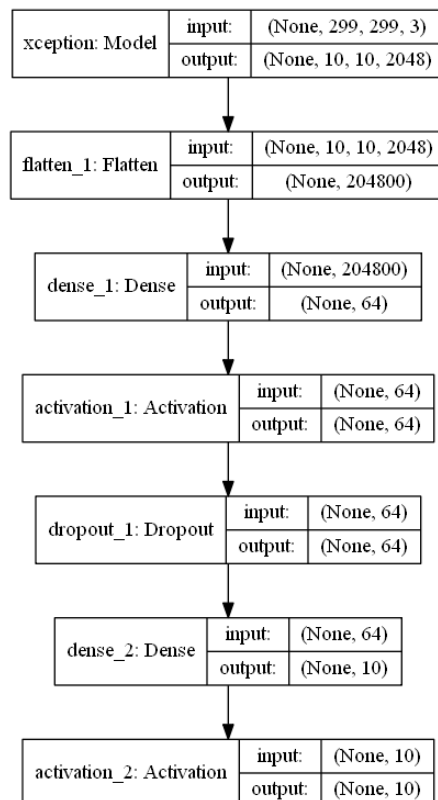 xception: Model
input: (None, 299, 299, 3)
output: (None, 10, 10, 2048)
flatten_1: Flatten
input: (None, 10, 10, 2048)
output: (None, 204800)
dense_1: Dense
input: (None, 204800)
output: (None, 64)
activation_1: Activation
input: (None, 64)
output: (None, 64)
dropout_1: Dropout
input: (None, 64)
output: (None, 64)
dense_2: Dense
input: (None, 64)
output: (None, 10)
activation_2: Activation
input: (None, 10)
output: (None, 10)